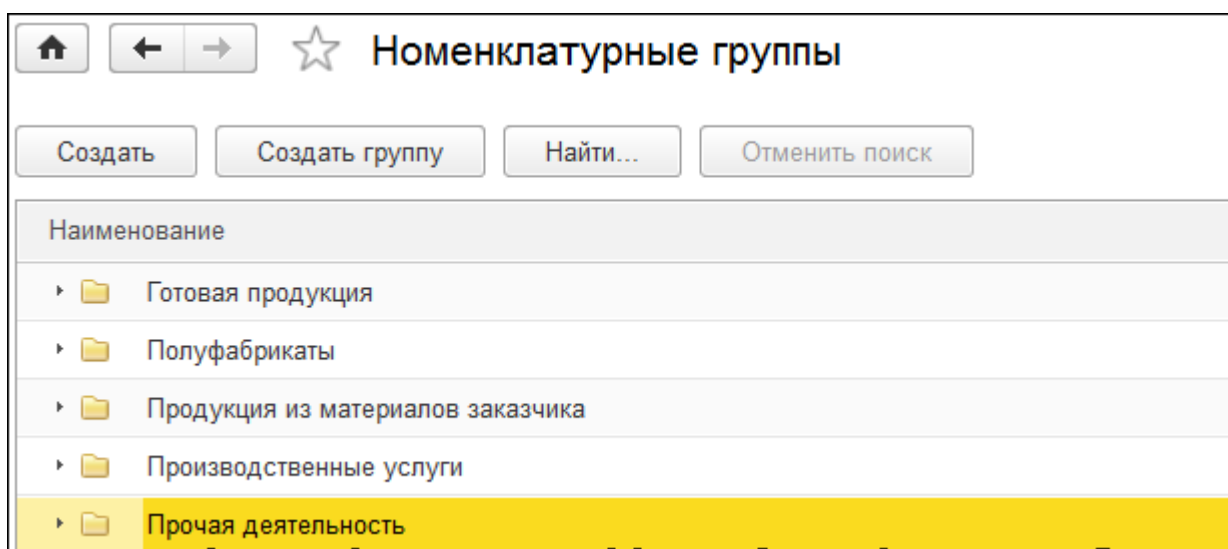 Номенклатурные группы
Создать Создать группу Найти... Отменить поиск
Наименование
Готовая продукция
Полуфабрикаты
Продукция из материалов заказчика
Производственные услуги
Прочая деятельность